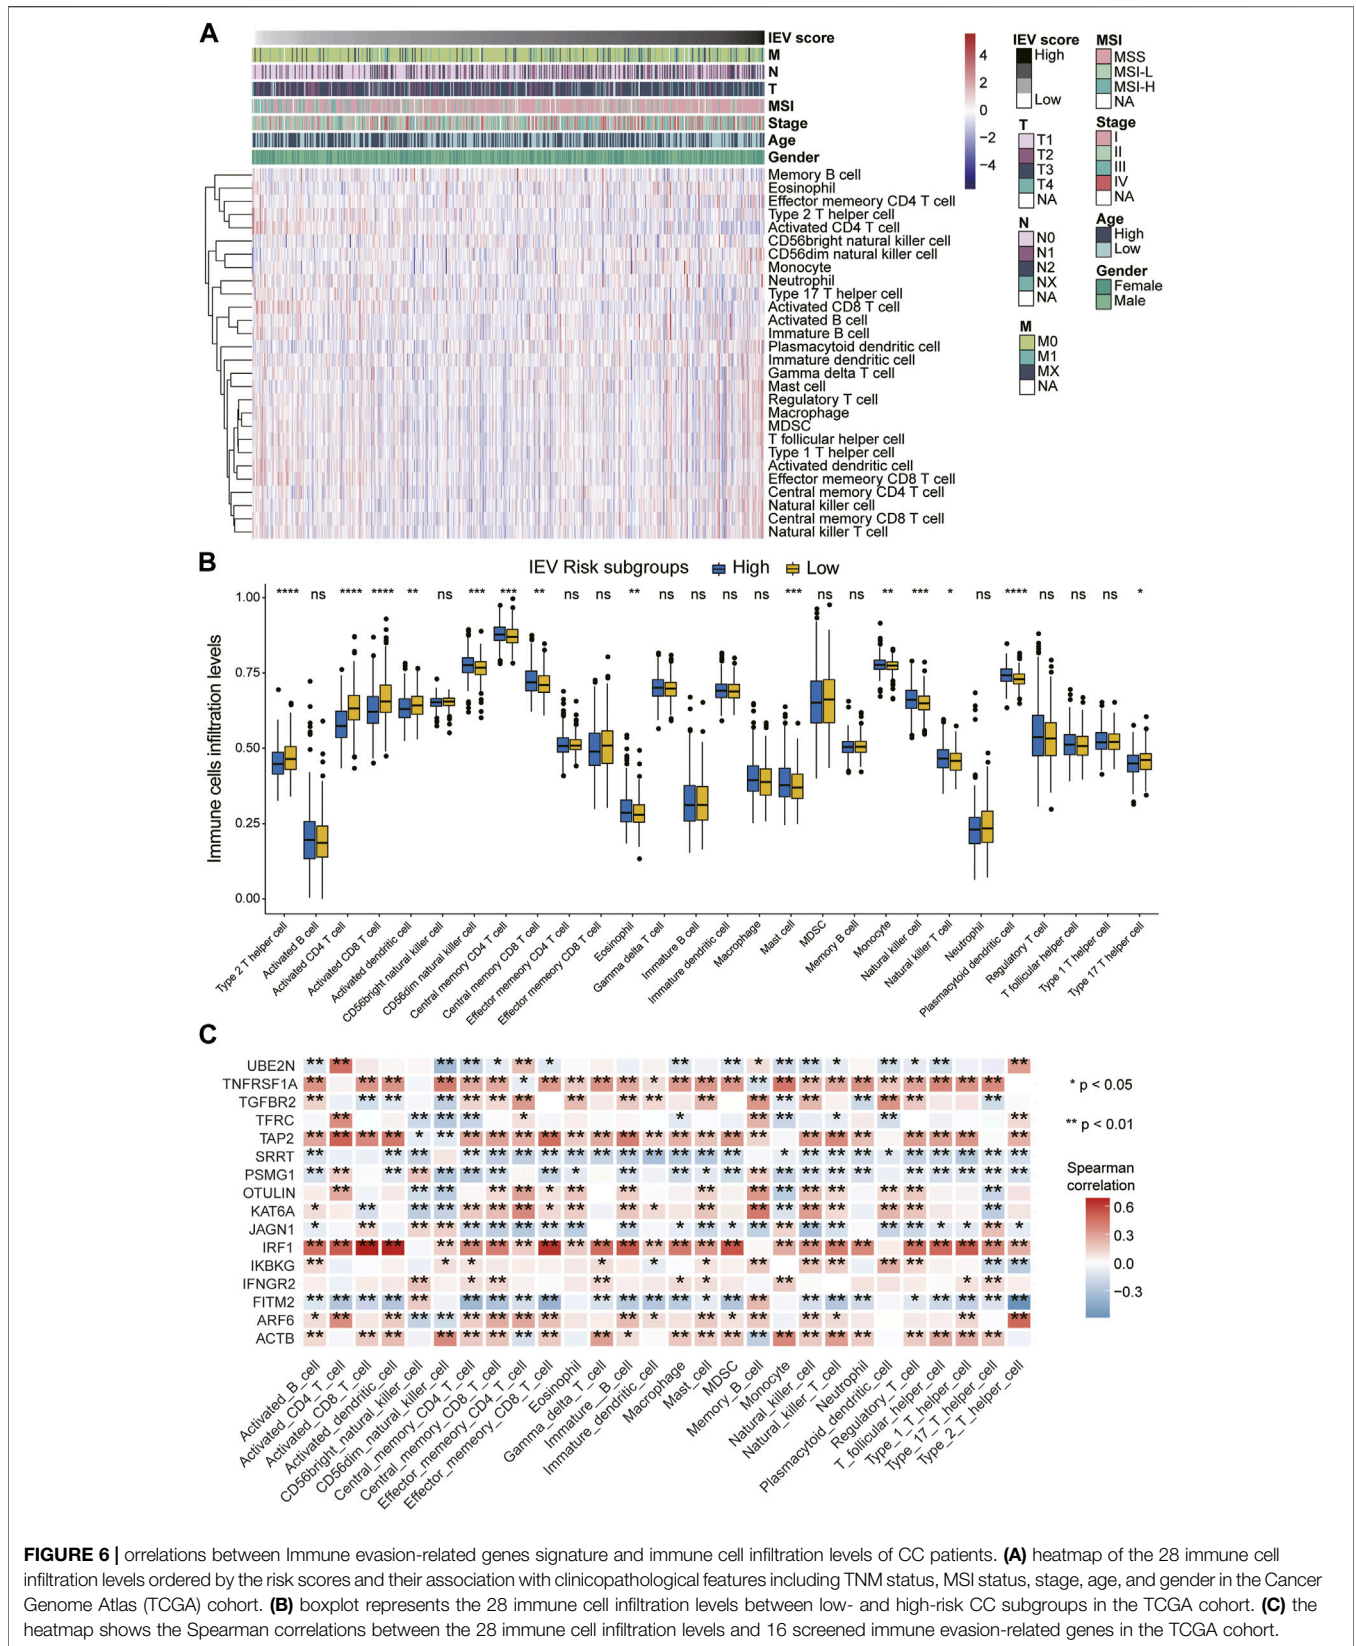 A
IEV score
M
N
T
MSI
Stage
Age
Gender
Memory B cell
Eosinophil
Effector memeory CD4 T cell
Type 2 T helper cell
Activated CD4 T cell
CD56bright natural killer cell
CD56dim natural killer cell
Monocyte
Neutrophil
Type 17 T helper cell
Activated CD8 T cell
Activated B cell
Immature B cell
Plasmacytoid dendritic cell
Immature dendritic cell
Gamma delta T cell
Mast cell
Regulatory T cell
Macrophage
MDSC
T follicular helper cell
Type 1 T helper cell
Activated dendritic cell
Effector memeory CD8 T cell
Central memory CD4 T cell
Natural killer cell
Central memory CD8 T cell
Natural killer T cell
4
2
0
−2
−4
IEV score
High
Low
T
T1
T2
T3
T4
NA
N
N0
N1
N2
NX
NA
M
M0
M1
MX
NA
MSI
MSS
MSI-L
MSI-H
NA
Stage
I
II
III
IV
NA
Age
High
Low
Gender
Female
Male
B
IEV Risk subgroups High Low
**** ns **** **** ** ns *** *** ** ns ns ** ns ns ns ns *** ns ns ** *** * ns **** ns ns ns *
Immune cells infiltration levels
1.00
0.75
0.50
0.25
0.00
Type 2 T helper cell
Activated B cell
Activated CD4 T cell
Activated CD8 T cell
Activated dendritic cell
CD56bright natural killer cell
CD56dim natural killer cell
Central memory CD4 T cell
Central memory CD8 T cell
Effector memory CD4 T cell
Effector memeory CD8 T cell
Eosinophil
Gamma delta T cell
Immature B cell
Immature dendritic cell
Macrophage
Mast cell
MDSC
Memory B cell
Monocyte
Natural killer cell
Natural killer T cell
Neutrophil
Plasmacytoid dendritic cell
Regulatory T cell
T follicular helper cell
Type 1 T helper cell
Type 17 T helper cell
C
UBE2N
TNFRSF1A
TGFBR2
TFRC
TAP2
SRRT
PSMG1
OTULIN
KAT6A
JAGN1
IRF1
IKBKG
IFNGR2
FITM2
ARF6
ACTB
* p < 0.05
** p < 0.01
Spearman
correlation
0.6
0.3
0.0
−0.3
Activated_B_cell
Activated_CD4_T_cell
Activated_CD8_T_cell
Activated_dendritic_cell
CD56bright_natural_killer_cell
CD56dim_natural_killer_cell
Central_memory_CD4_T_cell
Central_memory_CD8_T_cell
Effector_memeory_CD4_T_cell
Effector_memeory_CD8_T_cell
Eosinophil
Gamma_delta_T_cell
Immature__B_cell
Immature_dendritic_cell
Macrophage
Mast_cell
MDSC
Memory_B_cell
Monocyte
Natural_killer_cell
Natural_killer_T_cell
Neutrophil
Plasmacytoid_dendritic_cell
Regulatory_T_cell
T_follicular_helper_cell
Type_1_T_helper_cell
Type_17_T_helper_cell
Type_2_T_helper_cell
FIGURE 6 | orrelations between Immune evasion-related genes signature and immune cell infiltration levels of CC patients. (A) heatmap of the 28 immune cell
infiltration levels ordered by the risk scores and their association with clinicopathological features including TNM status, MSI status, stage, age, and gender in the Cancer
Genome Atlas (TCGA) cohort. (B) boxplot represents the 28 immune cell infiltration levels between low- and high-risk CC subgroups in the TCGA cohort. (C) the
heatmap shows the Spearman correlations between the 28 immune cell infiltration levels and 16 screened immune evasion-related genes in the TCGA cohort.